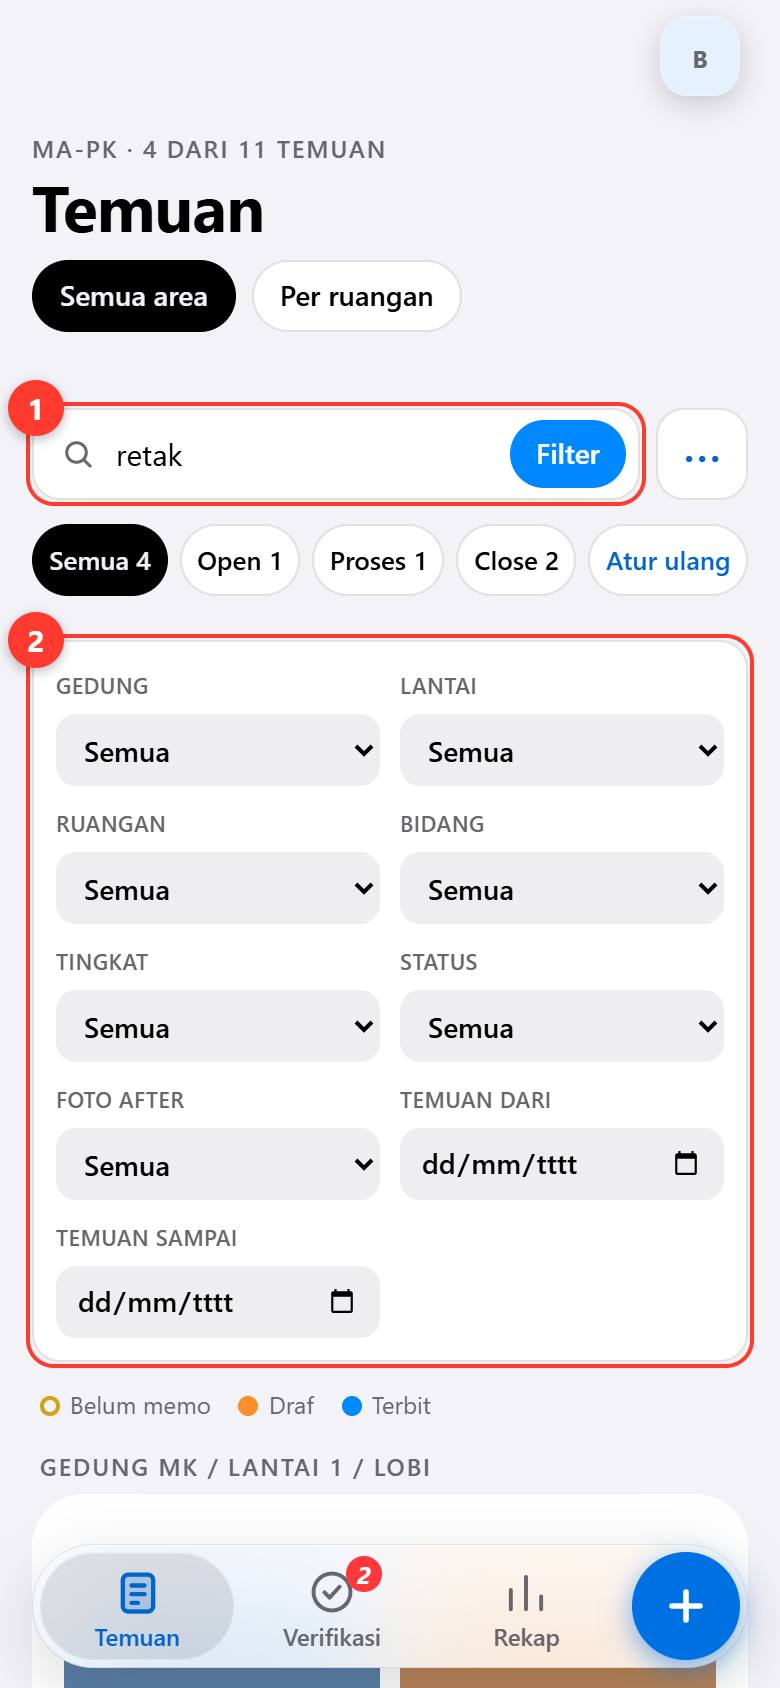 B
MA-PK · 4 DARI 11 TEMUAN
Temuan
Semua area Per ruangan
1
retak Filter ...
Semua 4 Open 1 Proses 1 Close 2 Atur ulang
2
GEDUNG LANTAI
Semua Semua
RUANGAN BIDANG
Semua Semua
TINGKAT STATUS
Semua Semua
FOTO AFTER TEMUAN DARI
Semua dd/mm/tttt
TEMUAN SAMPAI
dd/mm/tttt
Belum memo Draf Terbit
GEDUNG MK / LANTAI 1 / LOBI
2
Temuan Verifikasi Rekap +